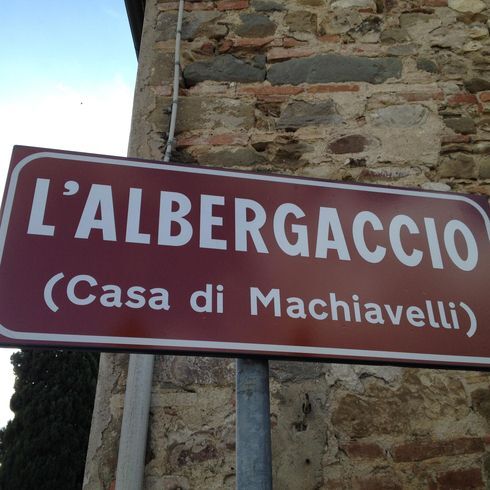 L'ALBERGACCIO
(Casa di Machiavelli)